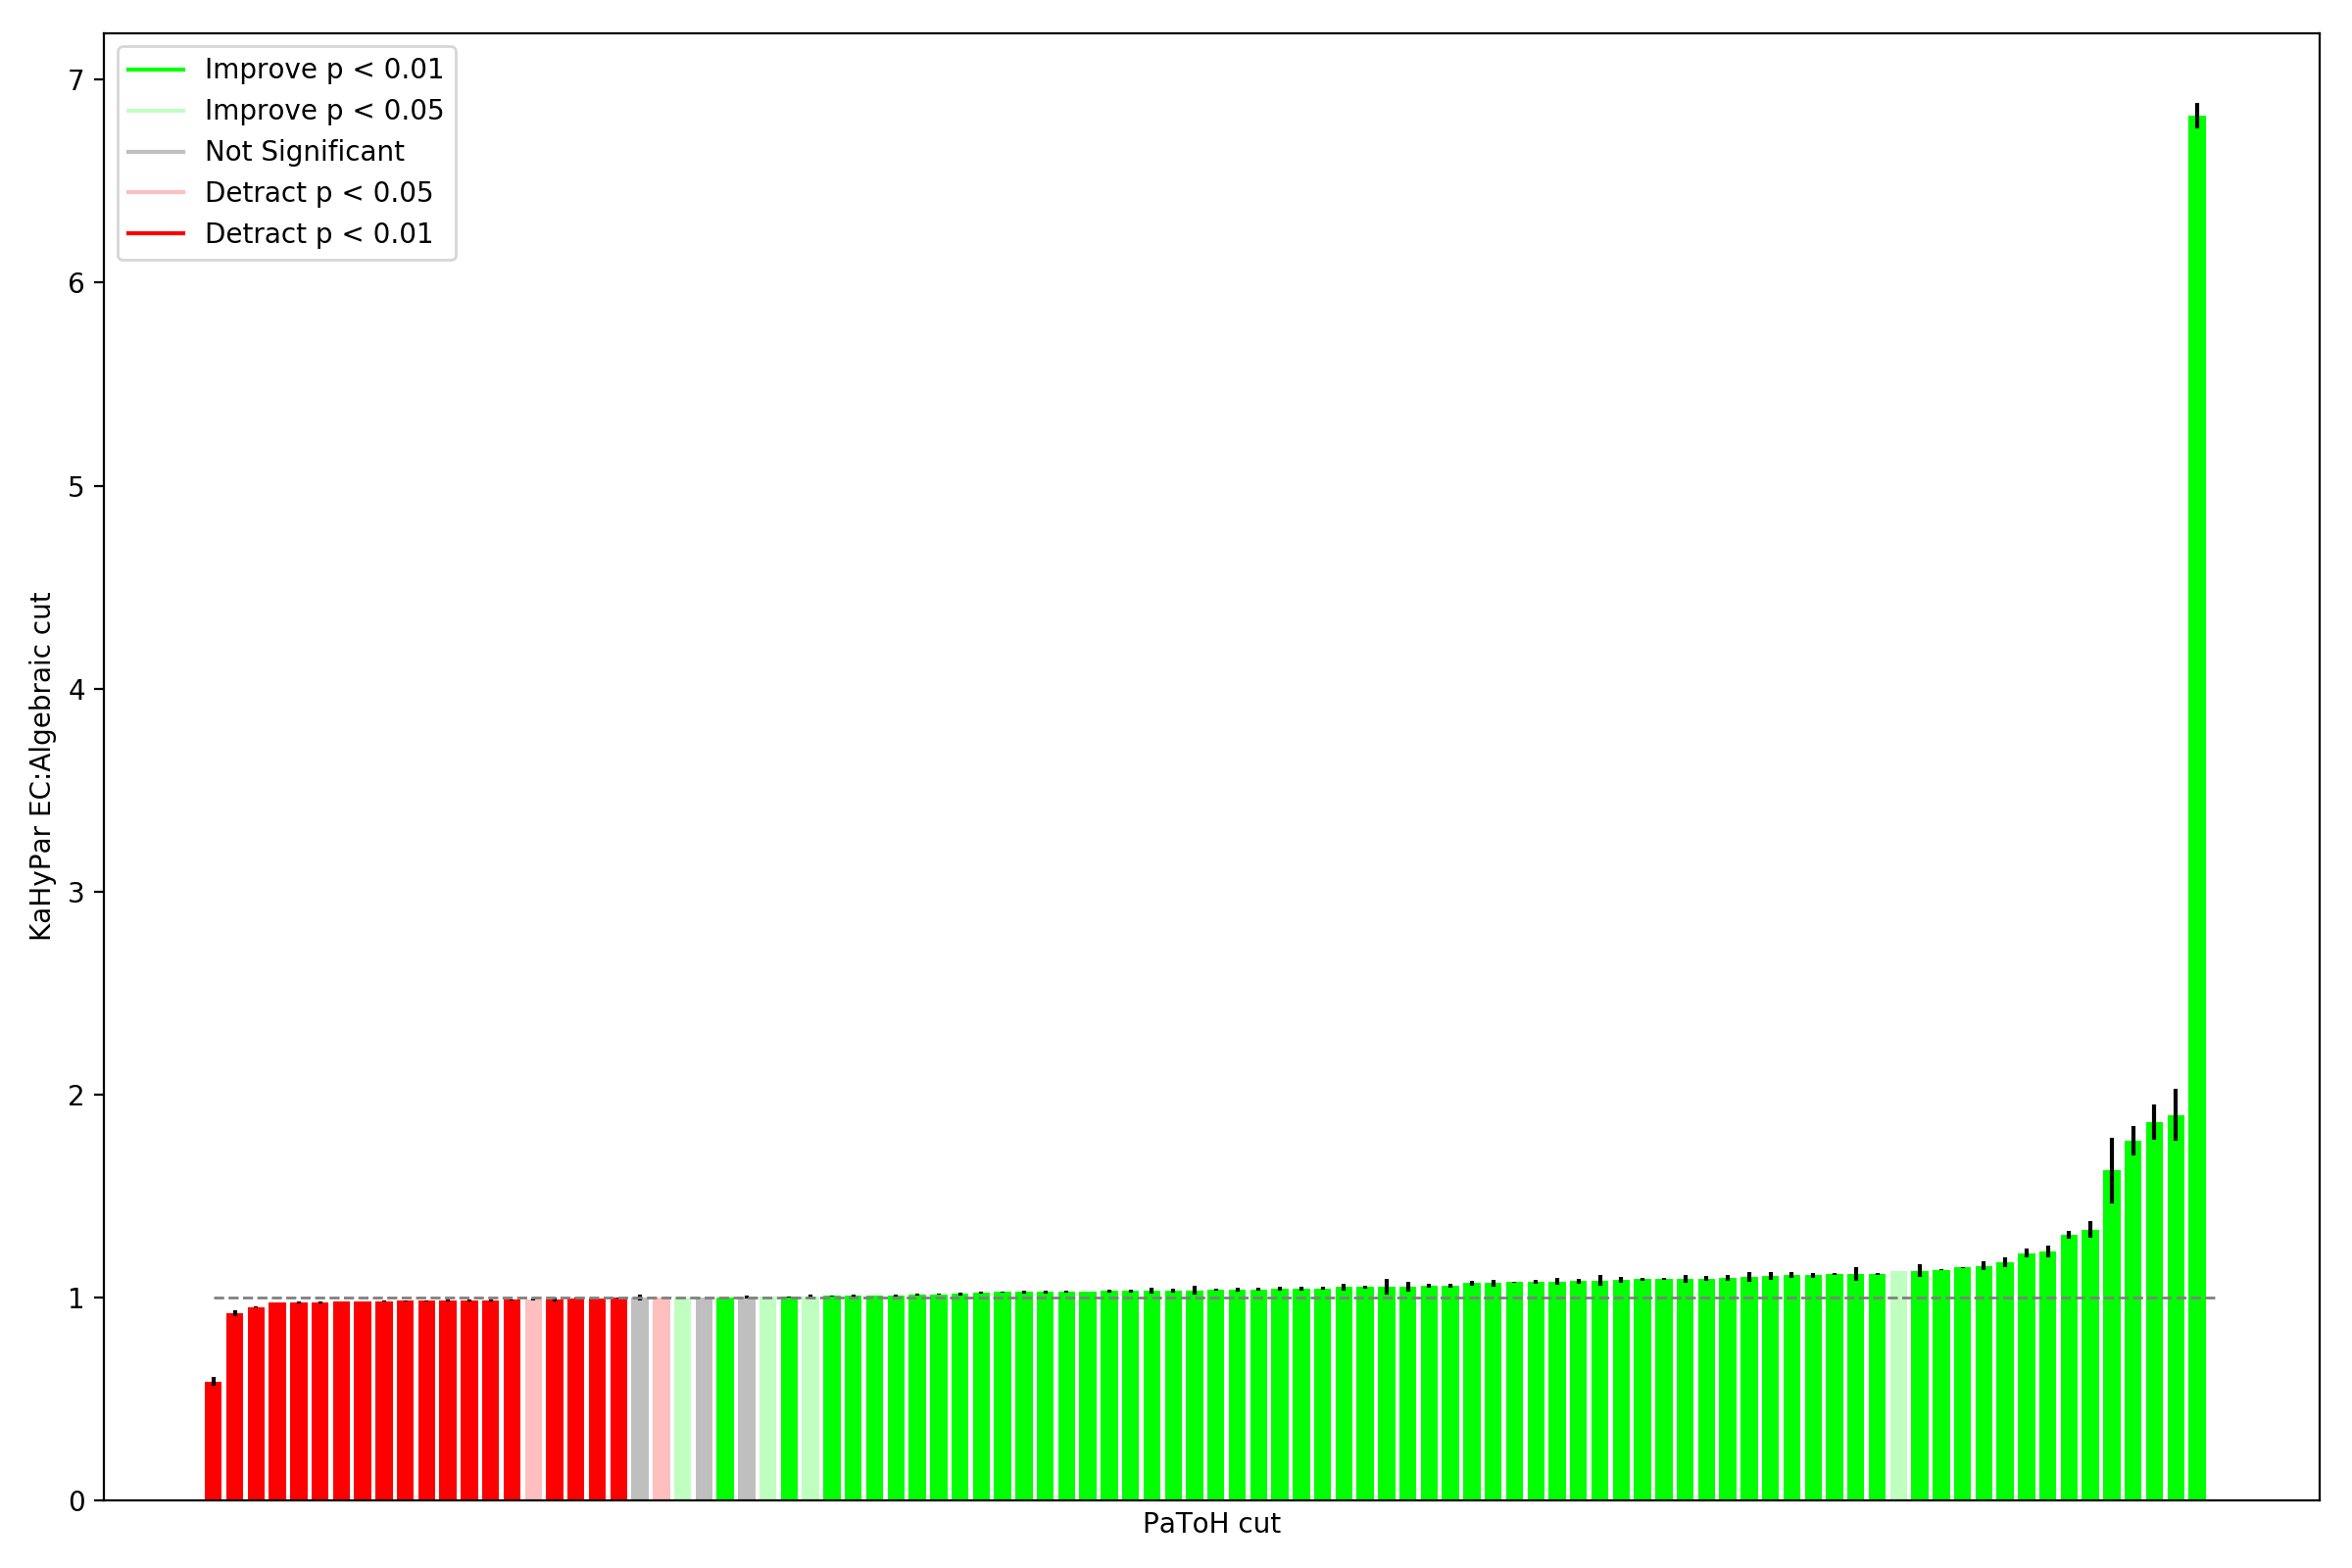 Improve p < 0.01
Improve p < 0.05
Not Significant
Detract p < 0.05
Detract p < 0.01
7
6
5
4
3
2
1
0
KaHyPar EC:Algebraic cut
PaToH cut